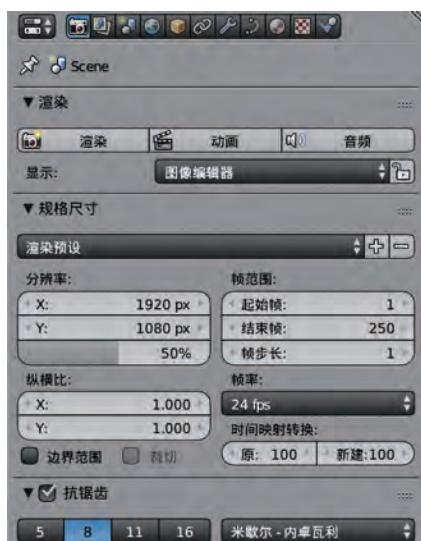 Scene
渲染
渲染 动画 音频
显示: 图像编辑器
规格尺寸
渲染预设
分辨率: 帧范围:
X: 1920 px 起始帧: 1
Y: 1080 px 结束帧: 250
50% 帧步长: 1
纵横比: 帧率:
X: 1.000 24 fps
Y: 1.000 时间映射转换:
边界范围 裁切 原: 100 新建:100
抗锯齿
5 8 11 16 米歇尔-内卓瓦利